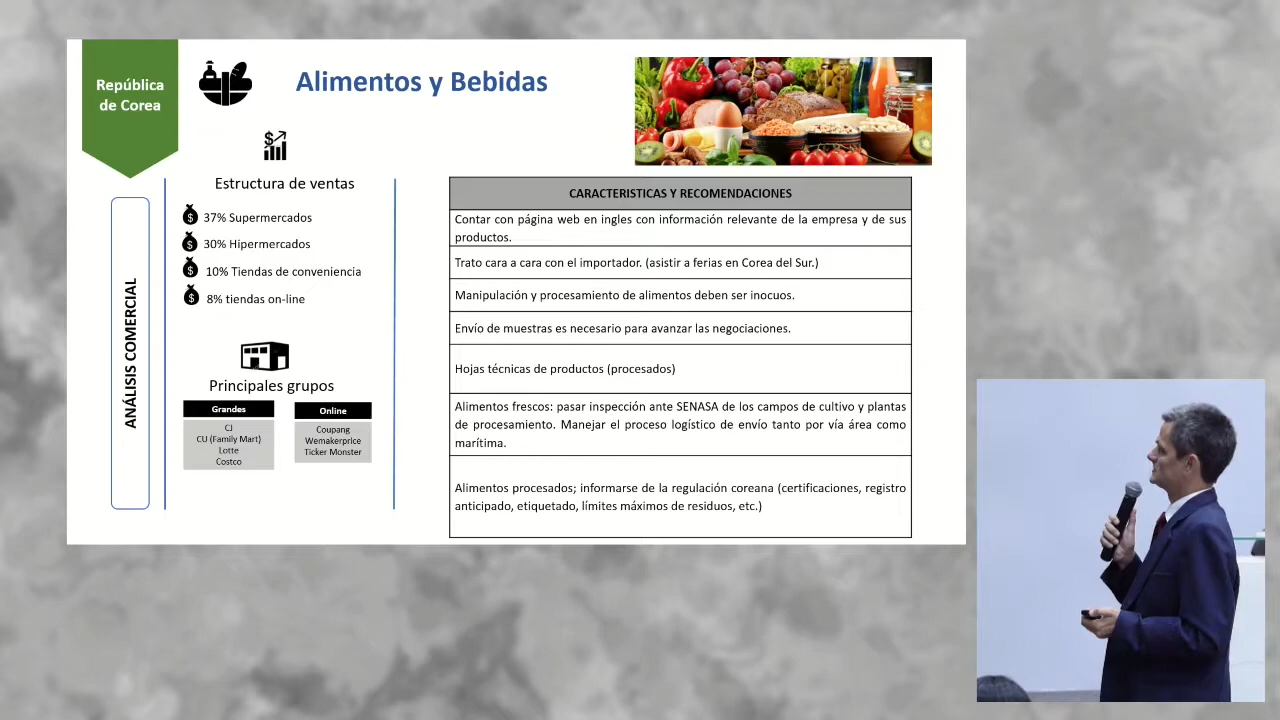 República
de Corea
Alimentos y Bebidas
ANÁLISIS COMERCIAL
Estructura de ventas
37% Supermercados
30% Hipermercados
10% Tiendas de conveniencia
8% tiendas on-line
Principales grupos
Grandes
CJ
CU (Family Mart)
Lotte
Costco
Online
Coupang
Wemakerprice
Ticker Monster
CARACTERISTICAS Y RECOMENDACIONES
Contar con página web en ingles con información relevante de la empresa y de sus
productos.
Trato cara a cara con el importador. (asistir a ferias en Corea del Sur.)
Manipulación y procesamiento de alimentos deben ser inocuos.
Envío de muestras es necesario para avanzar las negociaciones.
Hojas técnicas de productos (procesados)
Alimentos frescos: pasar inspección ante SENASA de los campos de cultivo y plantas
de procesamiento. Manejar el proceso logístico de envío tanto por vía área como
marítima.
Alimentos procesados; informarse de la regulación coreana (certificaciones, registro
anticipado, etiquetado, límites máximos de residuos, etc.)